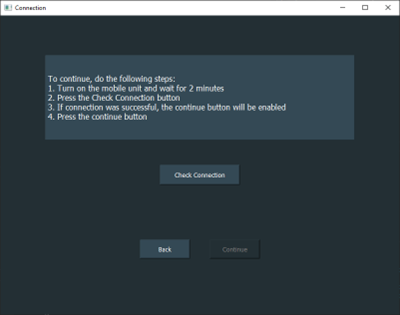 Connection
To continue, do the following steps:
1. Turn on the mobile unit and wait for 2 minutes
2. Press the Check Connection button
3. If connection was successful, the continue button will be enabled
4. Press the continue button
Check Connection
Back
Continue